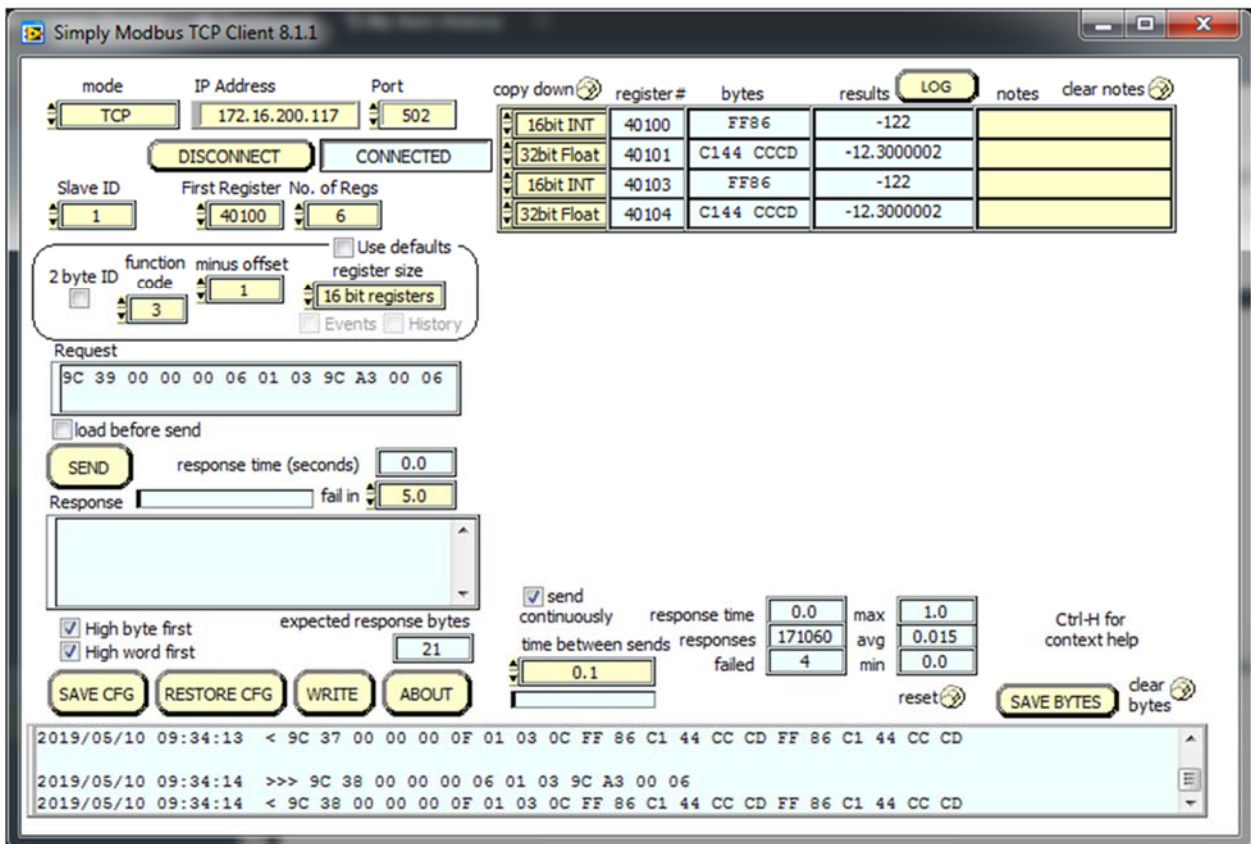 Simply Modbus TCP Client 8.1.1
mode IP Address Port
TCP 172.16.200.117 502
DISCONNECT CONNECTED
Slave ID First Register No. of Regs
1 40100 6
Use defaults
2 byte ID function code minus offset register size
3 1 16 bit registers
Events History
Request
9C 39 00 00 00 06 01 03 9C A3 00 06
load before send
SEND response time (seconds) 0.0
Response fail in 5.0
High byte first expected response bytes
High word first 21
SAVE CFG RESTORE CFG WRITE ABOUT
copy down register # bytes results LOG notes clear notes
16bit INT 40100 FF86 -122
32bit Float 40101 C144 CCCD -12.3000002
16bit INT 40103 FF86 -122
32bit Float 40104 C144 CCCD -12.3000002
send continuously response time 0.0 max 1.0
time between sends responses 171060 avg 0.015
0.1 failed 4 min 0.0
reset
Ctrl-H for
context help
SAVE BYTES clear bytes
2019/05/10 09:34:13 < 9C 37 00 00 00 0F 01 03 0C FF 86 C1 44 CC CD FF 86 C1 44 CC CD
2019/05/10 09:34:14 >>> 9C 38 00 00 00 06 01 03 9C A3 00 06
2019/05/10 09:34:14 < 9C 38 00 00 00 0F 01 03 0C FF 86 C1 44 CC CD FF 86 C1 44 CC CD